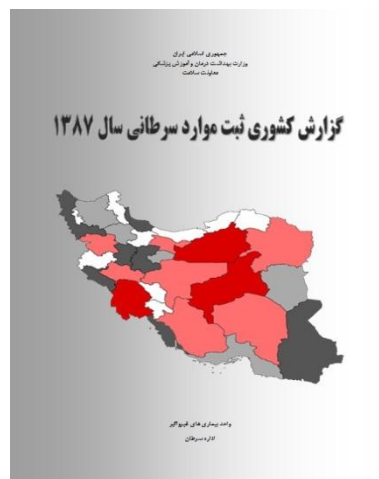 جمهوری اسلامی ایران
وزارت بهداشت درمان و آموزش پزشکی
معاونت سلامت
گزارش کشوری ثبت موارد سرطانی سال ۱۳۸۷
واحد بیماری های غیرواگیر
اداره سرطان